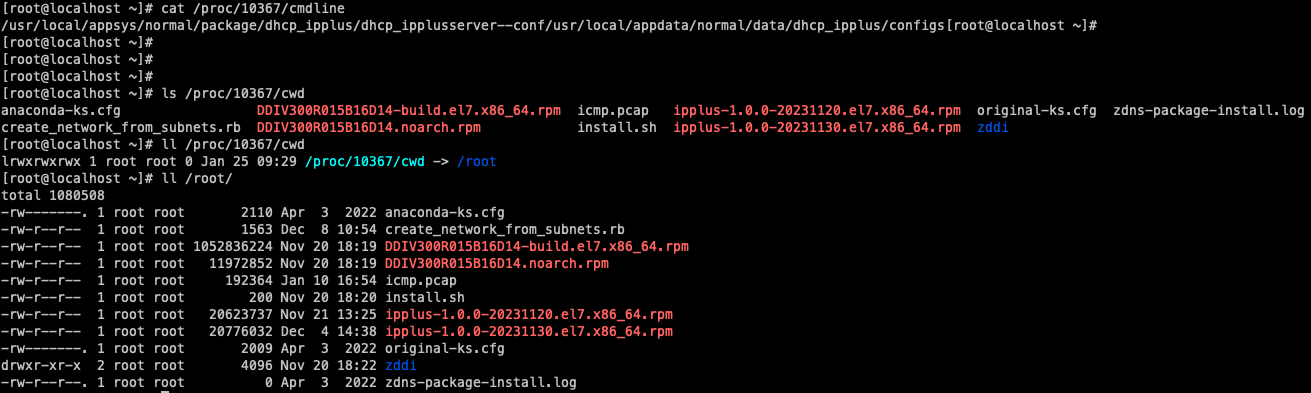 [root@localhost ~]# cat /proc/10367/cmdline
/usr/local/appsys/normal/package/dhcp_ipplus/dhcp_ipplusserver--conf/usr/local/appdata/normal/data/dhcp_ipplus/configs[root@localhost ~]#
[root@localhost ~]#
[root@localhost ~]#
[root@localhost ~]#
[root@localhost ~]# ls /proc/10367/cwd
anaconda-ks.cfg DDIV300R015B16D14-build.el7.x86_64.rpm icmp.pcap ipplus-1.0.0-20231120.el7.x86_64.rpm original-ks.cfg zdns-package-install.log
create_network_from_subnets.rb DDIV300R015B16D14.noarch.rpm install.sh ipplus-1.0.0-20231130.el7.x86_64.rpm zddi
[root@localhost ~]# ll /proc/10367/cwd
lrwxrwxrwx 1 root root 0 Jan 25 09:29 /proc/10367/cwd -> /root
[root@localhost ~]# ll /root/
total 1080508
-rw-------. 1 root root 2110 Apr 3 2022 anaconda-ks.cfg
-rw-r--r-- 1 root root 1563 Dec 8 10:54 create_network_from_subnets.rb
-rw-r--r-- 1 root root 1052836224 Nov 20 18:19 DDIV300R015B16D14-build.el7.x86_64.rpm
-rw-r--r-- 1 root root 11972852 Nov 20 18:19 DDIV300R015B16D14.noarch.rpm
-rw-r--r-- 1 root root 192364 Jan 10 16:54 icmp.pcap
-rw-r--r-- 1 root root 200 Nov 20 18:20 install.sh
-rw-r--r-- 1 root root 20623737 Nov 21 13:25 ipplus-1.0.0-20231120.el7.x86_64.rpm
-rw-r--r-- 1 root root 20776032 Dec 4 14:38 ipplus-1.0.0-20231130.el7.x86_64.rpm
-rw-------. 1 root root 2009 Apr 3 2022 original-ks.cfg
drwxr-xr-x 2 root root 4096 Nov 20 18:22 zddi
-rw-r--r--. 1 root root 0 Apr 3 2022 zdns-package-install.log